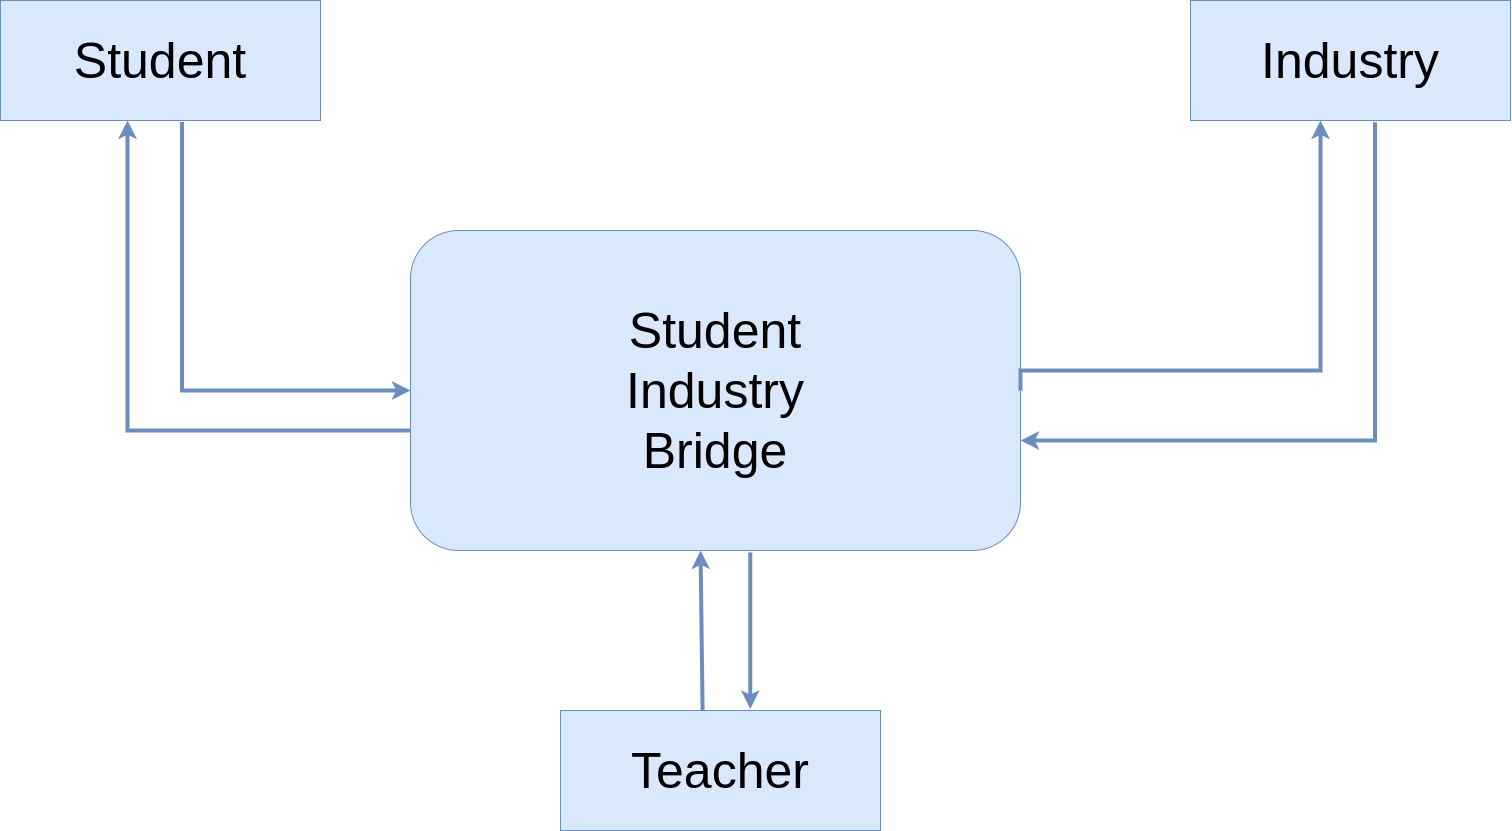 Student
Industry
Student
Industry
Bridge
Teacher